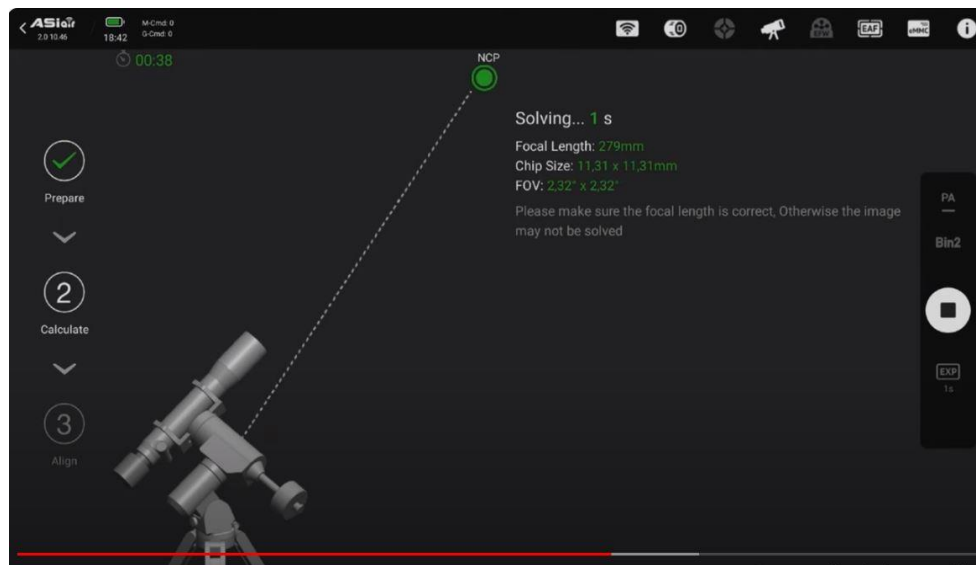 ASiair
2.0 10.46
18:42
M-Cmd: 0
G-Cmd: 0
EFW
EAF
eMMC
00:38
NCP
Solving... 1 s
Focal Length: 279mm
Chip Size: 11,31 x 11,31mm
FOV: 2,32° x 2,32°
Please make sure the focal length is correct, Otherwise the image
may not be solved
Prepare
2
Calculate
3
Align
PA
Bin2
EXP
1s